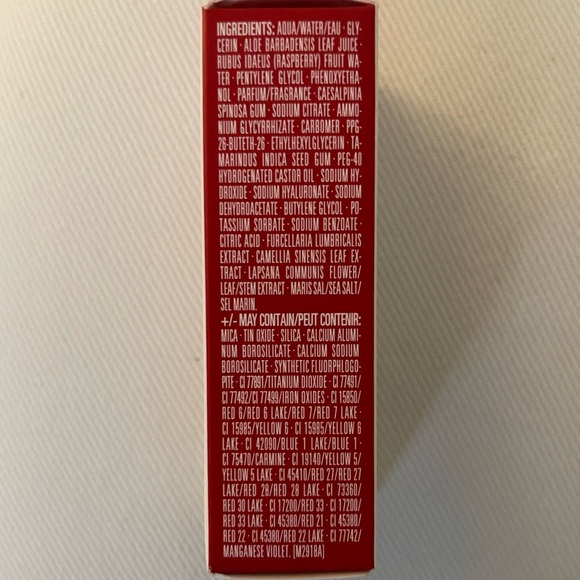 INGREDIENTS: AQUA/WATER/EAU · GLY-
CERIN · ALOE BARBADENSIS LEAF JUICE ·
RUBUS IDAEUS (RASPBERRY) FRUIT WA-
TER · PENTYLENE GLYCOL · PHENOXYETHA-
NOL · PARFUM/FRAGRANCE · CAESALPINIA
SPINOSA GUM · SODIUM CITRATE · AMMO-
NIUM GLYCYRRHIZATE · CARBOMER · PPG-
26-BUTETH-26 · ETHYLHEXYLGLYCERIN · TA-
MARINDUS INDICA SEED GUM · PEG-40
HYDROGENATED CASTOR OIL · SODIUM HY-
DROXIDE · SODIUM HYALURONATE · SODIUM
DEHYDROACETATE · BUTYLENE GLYCOL · PO-
TASSIUM SORBATE · SODIUM BENZOATE ·
CITRIC ACID · FURCELLARIA LUMBRICALIS
EXTRACT · CAMELLIA SINENSIS LEAF EX-
TRACT · LAPSANA COMMUNIS FLOWER/
LEAF/STEM EXTRACT · MARIS SAL/SEA SALT/
SEL MARIN.
+/- MAY CONTAIN/PEUT CONTENIR:
MICA · TIN OXIDE · SILICA · CALCIUM ALUMI-
NUM BOROSILICATE · CALCIUM SODIUM
BOROSILICATE · SYNTHETIC FLUORPHLOGO-
PITE · CI 77891/TITANIUM DIOXIDE · CI 77491/
CI 77492/CI 77499/IRON OXIDES · CI 15850/
RED 6/RED 6 LAKE/RED 7/RED 7 LAKE ·
CI 15985/YELLOW 6 · CI 15985/YELLOW 6
LAKE · CI 42090/BLUE 1 LAKE/BLUE 1 ·
CI 75470/CARMINE · CI 19140/YELLOW 5/
YELLOW 5 LAKE · CI 45410/RED 27/RED 27
LAKE/RED 28/RED 28 LAKE · CI 73360/
RED 30 LAKE · CI 17200/RED 33 · CI 17200/
RED 33 LAKE · CI 45380/RED 21 · CI 45380/
RED 22 · CI 45380/RED 22 LAKE · CI 77742/
MANGANESE VIOLET. [M2918A]